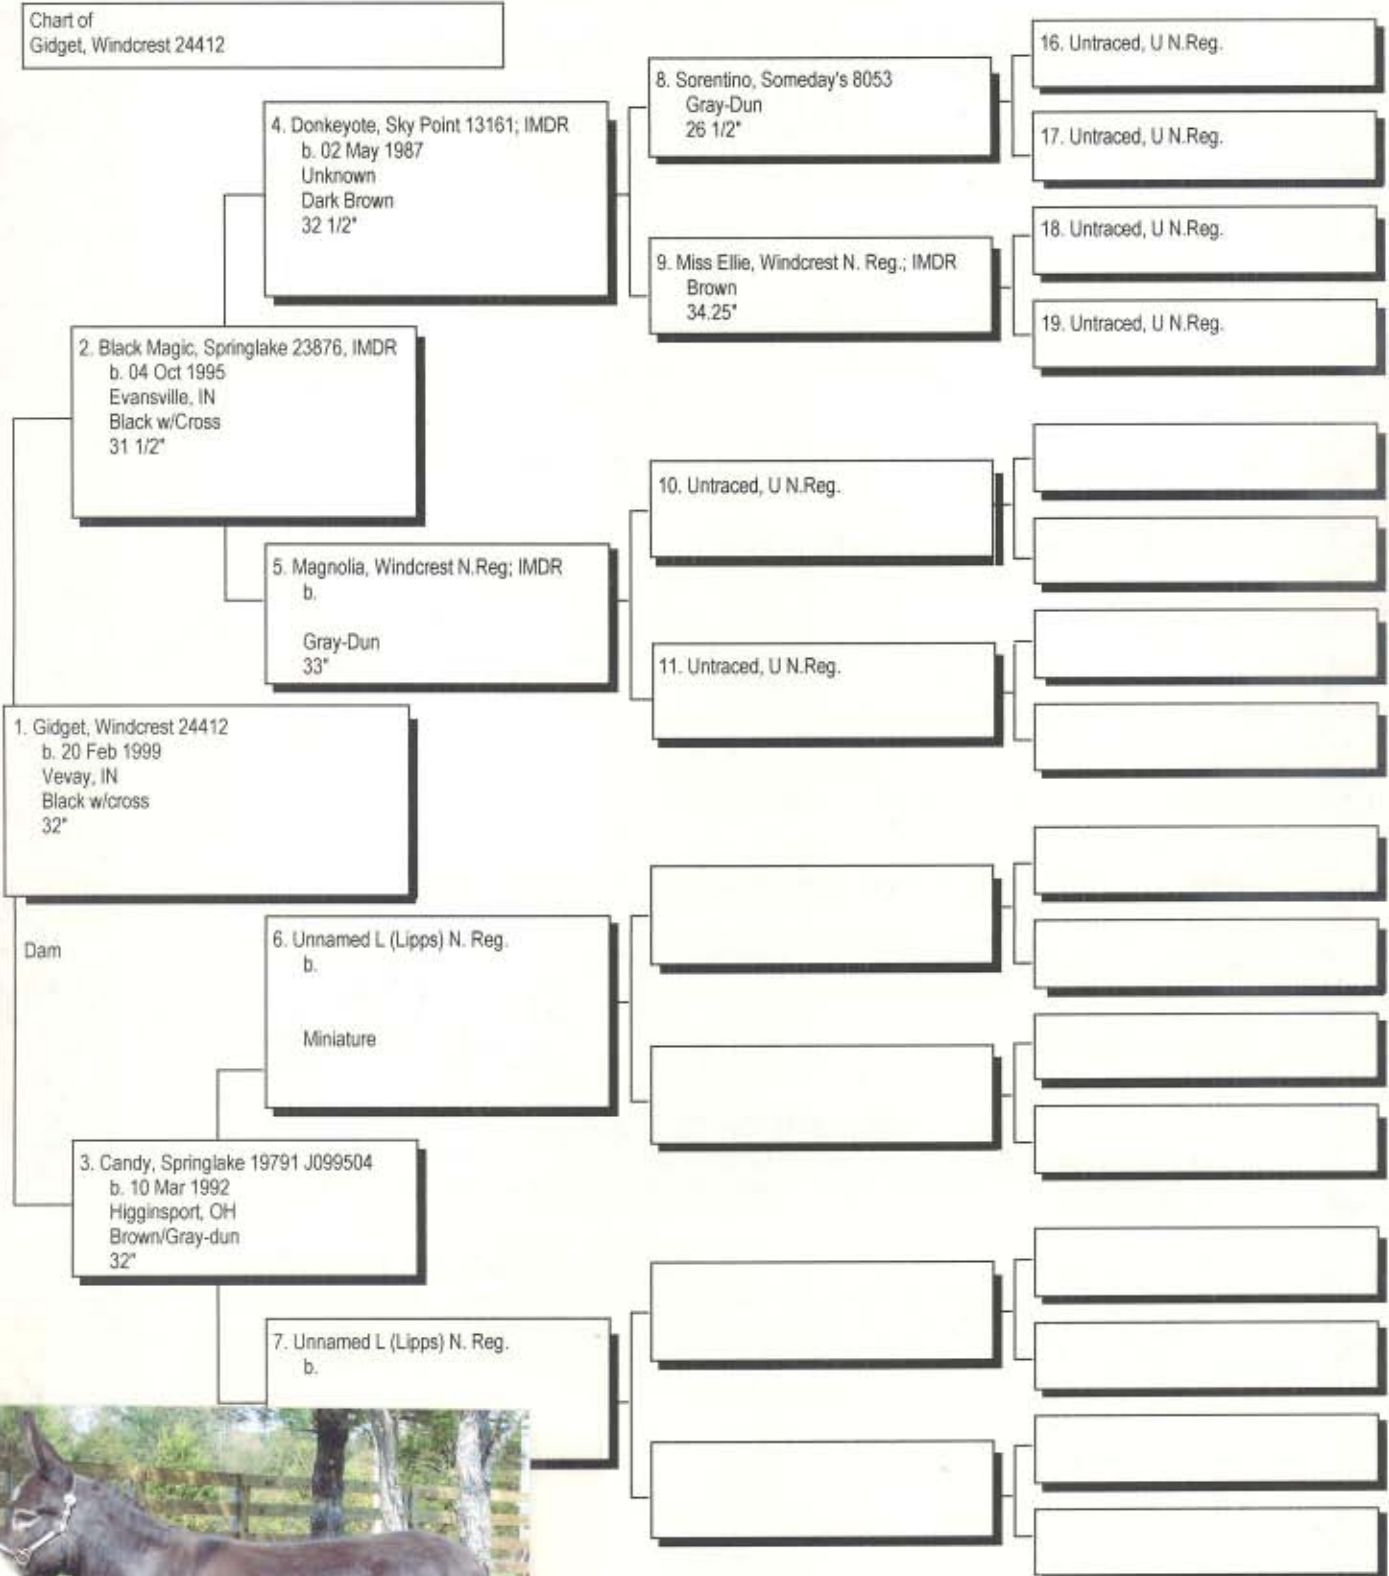 Chart of
Gidget, Windcrest 24412
16. Untraced, U N.Reg.
8. Sorentino, Someday's 8053
Gray-Dun
26 1/2"
4. Donkeyote, Sky Point 13161; IMDR
b. 02 May 1987
Unknown
Dark Brown
32 1/2"
17. Untraced, U N.Reg.
18. Untraced, U N.Reg.
9. Miss Ellie, Windcrest N. Reg.; IMDR
Brown
34.25"
19. Untraced, U N.Reg.
2. Black Magic, Springlake 23876, IMDR
b. 04 Oct 1995
Evansville, IN
Black w/Cross
31 1/2"
10. Untraced, U N.Reg.
5. Magnolia, Windcrest N.Reg; IMDR
b.
Gray-Dun
33"
11. Untraced, U N.Reg.
1. Gidget, Windcrest 24412
b. 20 Feb 1999
Vevay, IN
Black w/cross
32"
Dam
6. Unnamed L (Lipps) N. Reg.
b.
Miniature
3. Candy, Springlake 19791 J099504
b. 10 Mar 1992
Higginsport, OH
Brown/Gray-dun
32"
7. Unnamed L (Lipps) N. Reg.
b.